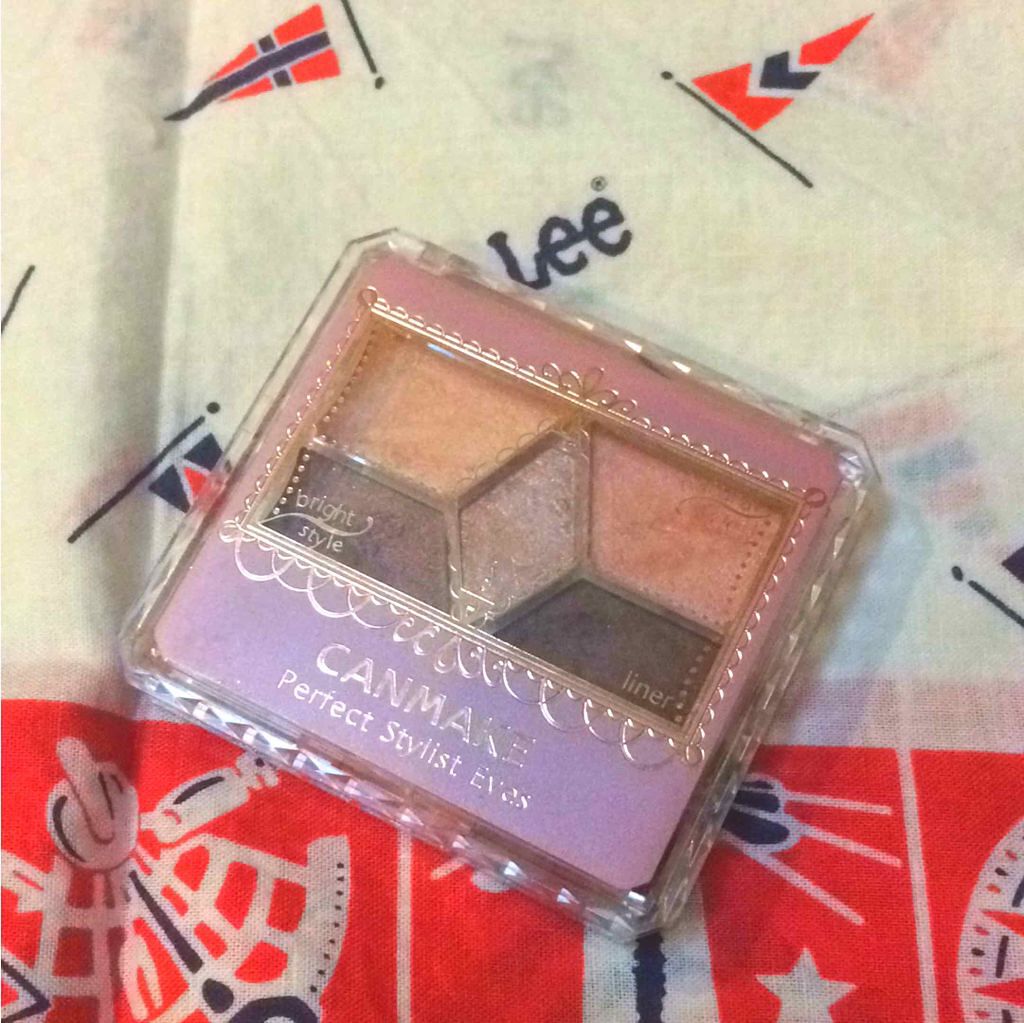 Lee®
bright
style
liner
CANMAKE
Perfect Stylist Eyes